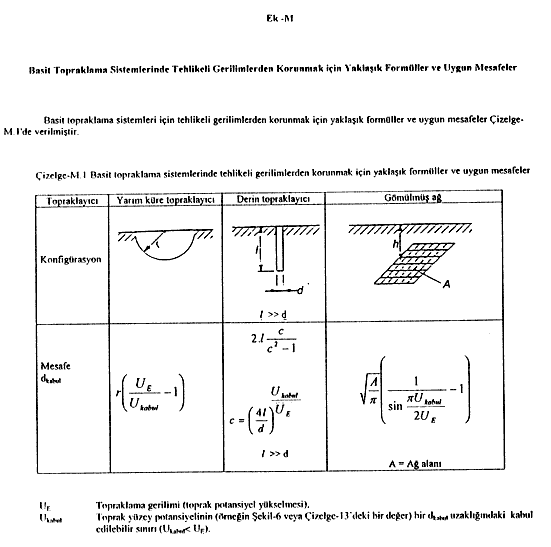 Ek -M
Basit Topraklama Sistemlerinde Tehlikeli Gerilimlerden Korunmak için Yaklaşık Formüller ve Uygun Mesafeler
Basit topraklama sistemleri için tehlikeli gerilimlerden korunmak için yaklaşık formüller ve uygun mesafeler Çizelge-
M.1'de verilmiştir.
Çizelge-M.1 Basit topraklama sistemlerinde tehlikeli gerilimlerden korunmak için yaklaşık formüller ve uygun mesafeler
Topraklayıcı Yarım küre topraklayıcı Derin topraklayıcı Gömülmüş ağ
Konfigürasyon
r
l
d
l >> d
h
A
Mesafe
d_kabul
r(U_E / U_kabul − 1)
2.l c / (c² − 1)
c = (4l / d)^(U_kabul / U_E)
l >> d
√(A / π) (1 / sin(πU_kabul / 2U_E) − 1)
A = Ağ alanı
U_E Topraklama gerilimi (toprak potansiyel yükselmesi),
U_kabul Toprak yüzey potansiyelinin (örneğin Şekil-6 veya Çizelge-13'deki bir değer) bir d_kabul uzaklığındaki kabul
edilebilir sınırı (U_kabul< U_E).